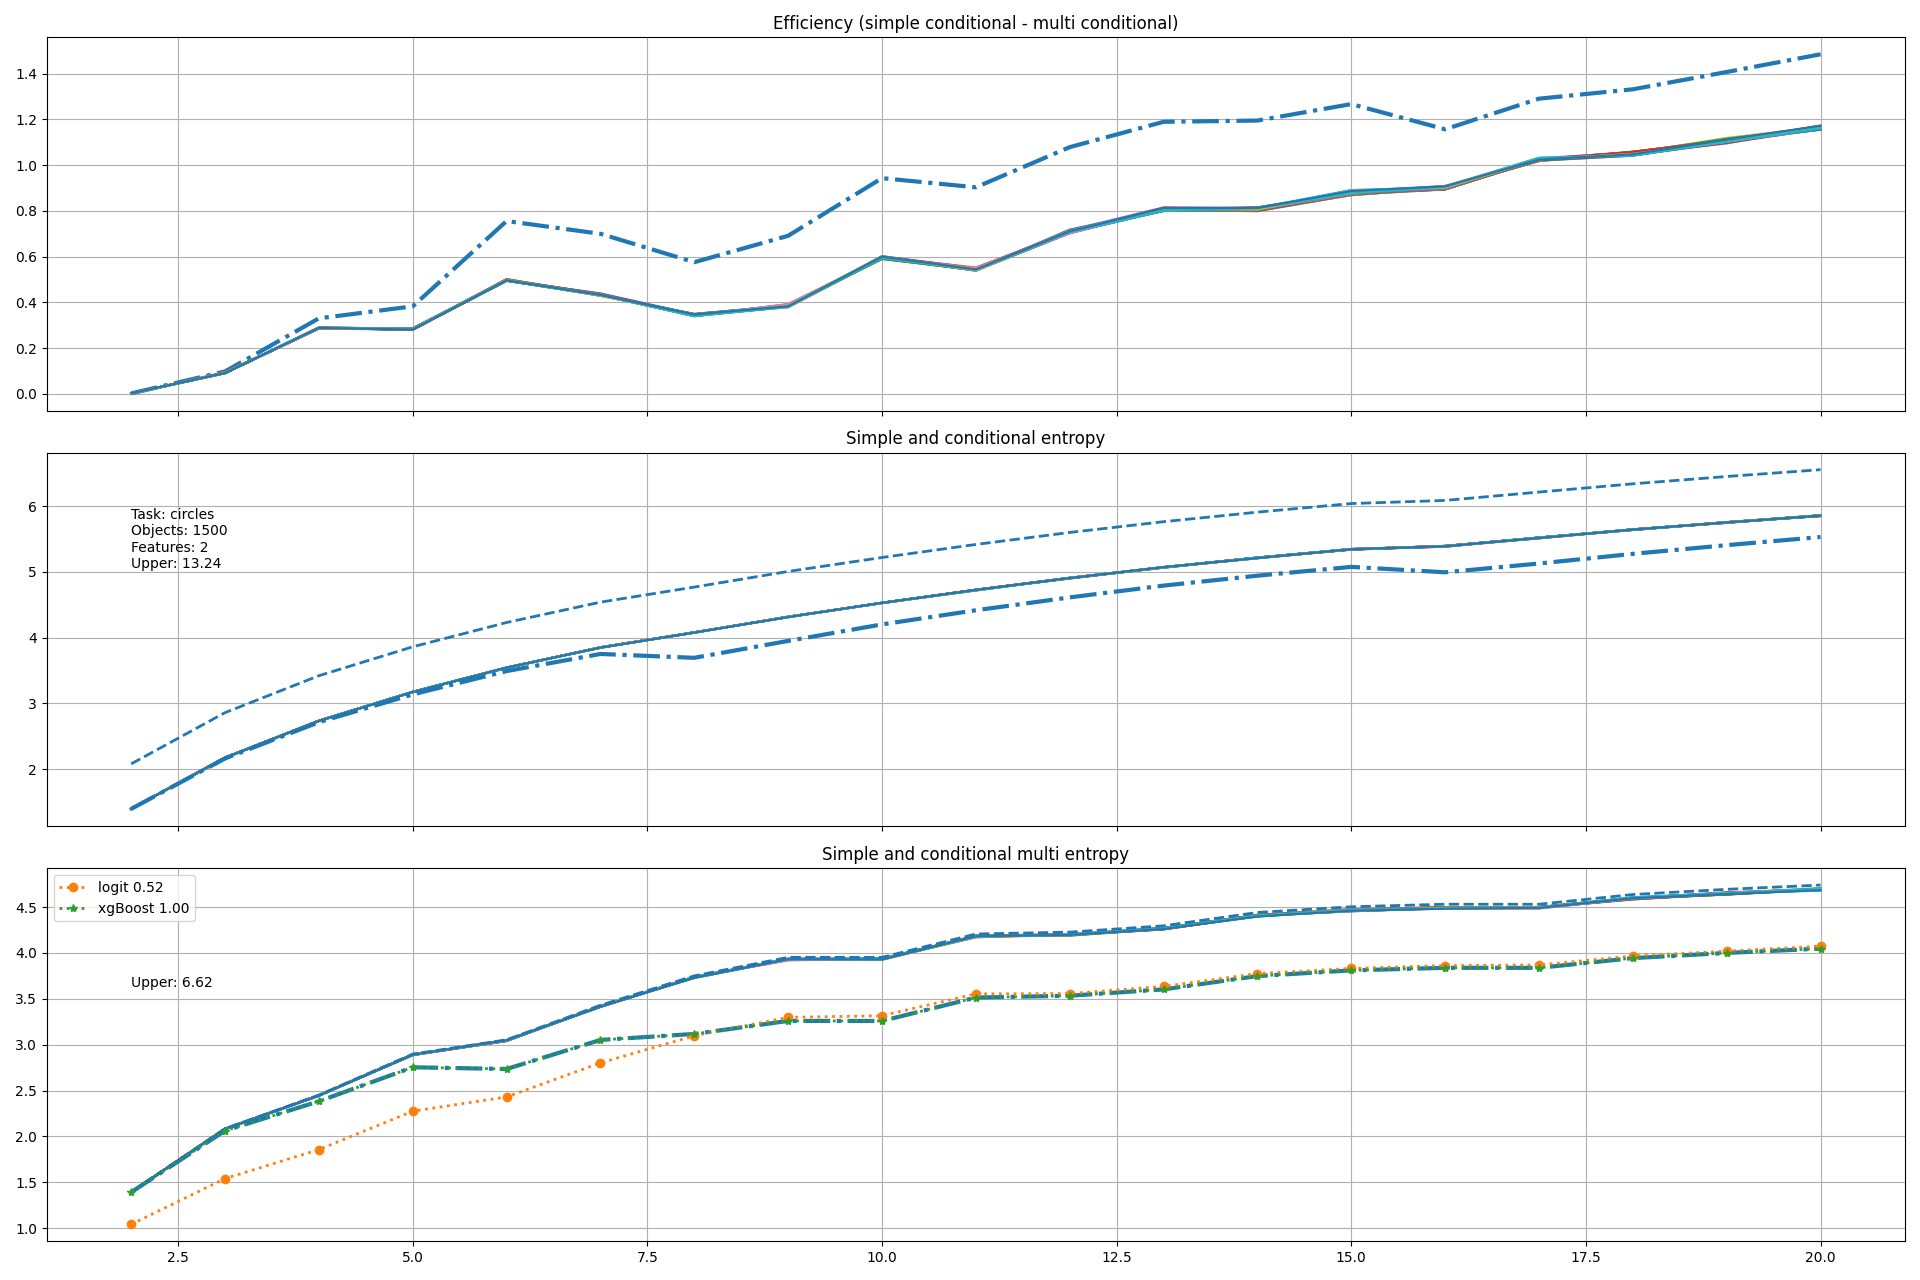 Efficiency (simple conditional - multi conditional)
1.4
1.2
1.0
0.8
0.6
0.4
0.2
0.0
Simple and conditional entropy
6
5
4
3
2
Task: circles
Objects: 1500
Features: 2
Upper: 13.24
Simple and conditional multi entropy
4.5
4.0
3.5
3.0
2.5
2.0
1.5
1.0
logit 0.52
xgBoost 1.00
Upper: 6.62
2.5 5.0 7.5 10.0 12.5 15.0 17.5 20.0